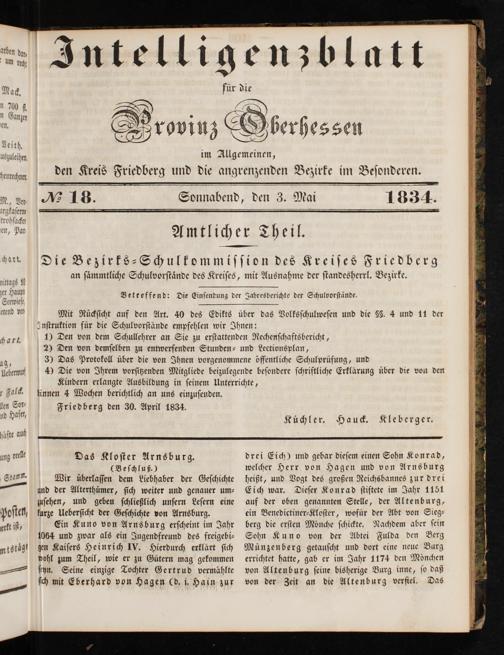 Intelligenzblatt
für die
Provinz Oberhessen
im Allgemeinen,
den Kreis Friedberg und die angrenzenden Bezirke im Besonderen.
№ 18. Sonnabend, den 3. Mai 1834.
Amtlicher Theil.
Die Bezirks-Schulkommission des Kreises Friedberg
an sämmtliche Schulvorstände des Kreises, mit Ausnahme der standesherrl. Bezirke.
Betreffend: Die Einsendung der Jahresberichte der Schulvorstände.
Mit Rücksicht auf den Art. 40 des Edikts über das Volksschulwesen und die §§. 4 und 11 der
Instruktion für die Schulvorstände empfehlen wir Ihnen:
1) Den von dem Schullehrer an Sie zu erstattenden Rechenschaftsbericht,
2) Den von demselben zu entwerfenden Stunden- und Lectionsplan,
3) Das Protokoll über die von Ihnen vorgenommene öffentliche Schulprüfung, und
4) Die von Ihrem vorsitzenden Mitgliede beizulegende besondere schriftliche Erklärung über die von den
Kindern erlangte Ausbildung in seinem Unterrichte,
binnen 4 Wochen berichtlich an uns einzusenden.
Friedberg den 30. April 1834.
Küchler. Hauck. Kleberger.
Das Kloster Arnsburg.
(Beschluß.)
Wir überlassen dem Liebhaber der Geschichte
und der Alterthümer, sich weiter und genauer um-
zusehen, und geben schließlich unsern Lesern eine
kurze Uebersicht der Geschichte von Arnsburg.
Ein Kuno von Arnsburg erscheint im Jahr
1064 und zwar als ein Jugendfreund des freigebi-
gen Kaisers Heinrich IV. Hierdurch erklärt sich
wohl zum Theil, wie er zu Gütern mag gekommen
seyn. Seine einzige Tochter Gertrud vermählte
sich mit Eberhard von Hagen (d. i. Hain zur
drei Eich) und gebar diesem einen Sohn Konrad,
welcher Herr von Hagen und von Arnsburg
heißt, und Vogt des großen Reichsbannes zur drei
Eich war. Dieser Konrad stiftete im Jahr 1151
auf der oben genannten Stelle, der Altenburg,
ein Benedictiner-Kloster, wofür der Abt von Sieg-
berg die ersten Mönche schickte. Nachdem aber sein
Sohn Kuno von der Abtei Fulda den Berg
Münzenberg getauscht und dort eine neue Burg
errichtet hatte, gab er im Jahr 1174 den Mönchen
von Altenburg seine bisherige Burg inne, so daß
von der Zeit an die Altenburg verfiel. Das